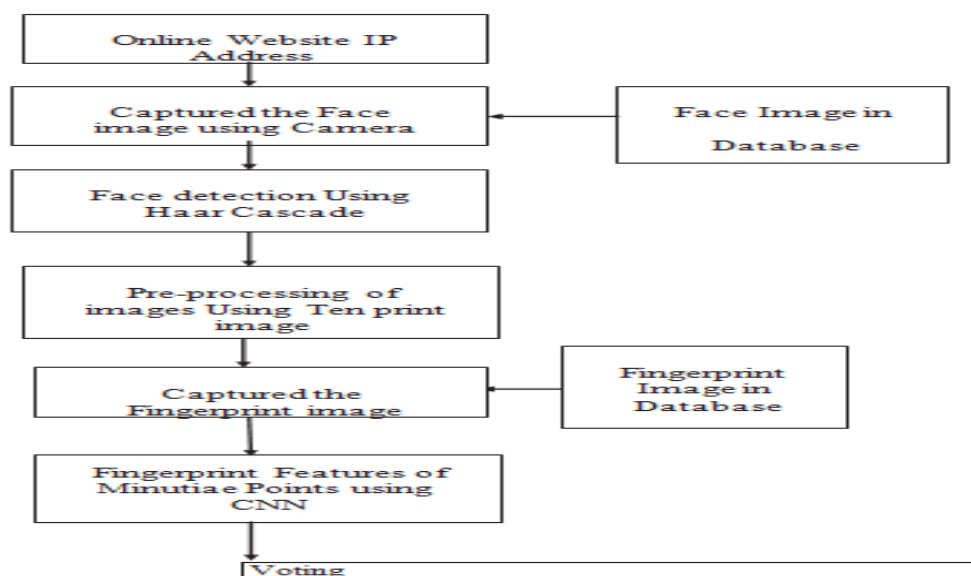 Online Website IP
Address
Captured the Face
image using Camera
Face Image in
Database
Face detection Using
Haar Cascade
Pre-processing of
images Using Ten print
image
Captured the
Fingerprint image
Fingerprint
Image in
Database
Fingerprint Features of
Minutiae Points using
CNN
Voting